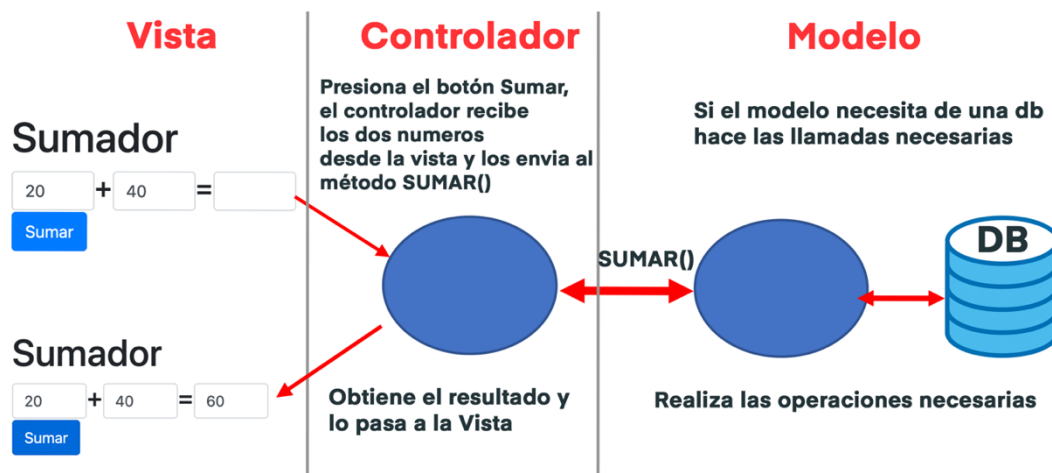 Vista
Sumador
20 + 40 =
Sumar
Sumador
20 + 40 = 60
Sumar
Controlador
Presiona el botón Sumar,
el controlador recibe
los dos numeros
desde la vista y los envia al
método SUMAR()
Obtiene el resultado y
lo pasa a la Vista
SUMAR()
Modelo
Si el modelo necesita de una db
hace las llamadas necesarias
DB
Realiza las operaciones necesarias